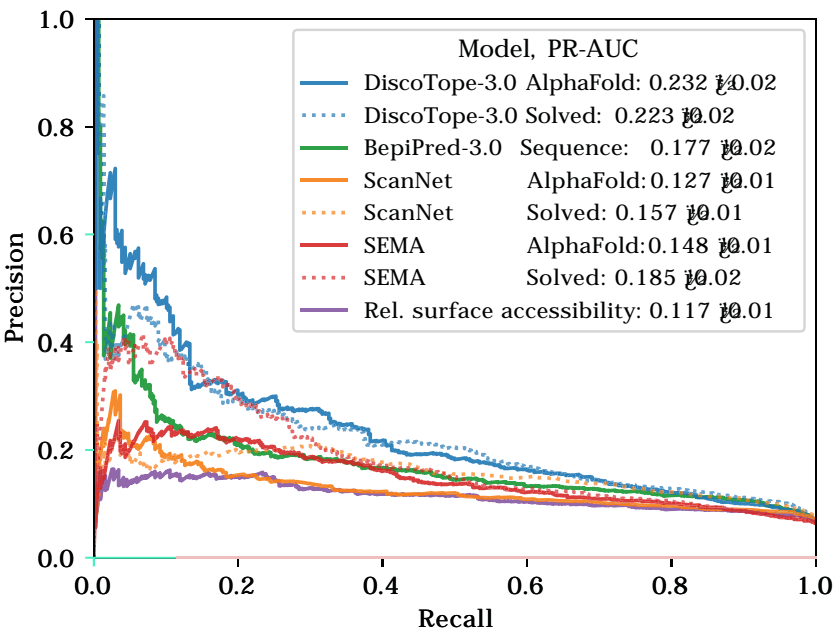 1.0
0.8
0.6
0.4
0.2
0.0
Precision
Model, PR-AUC
DiscoTope-3.0 AlphaFold: 0.232 0.02
DiscoTope-3.0 Solved: 0.223 0.02
BepiPred-3.0 Sequence: 0.177 0.02
ScanNet AlphaFold: 0.127 0.01
ScanNet Solved: 0.157 0.01
SEMA AlphaFold: 0.148 0.01
SEMA Solved: 0.185 0.02
Rel. surface accessibility: 0.117 0.01
0.0 0.2 0.4 0.6 0.8 1.0
Recall